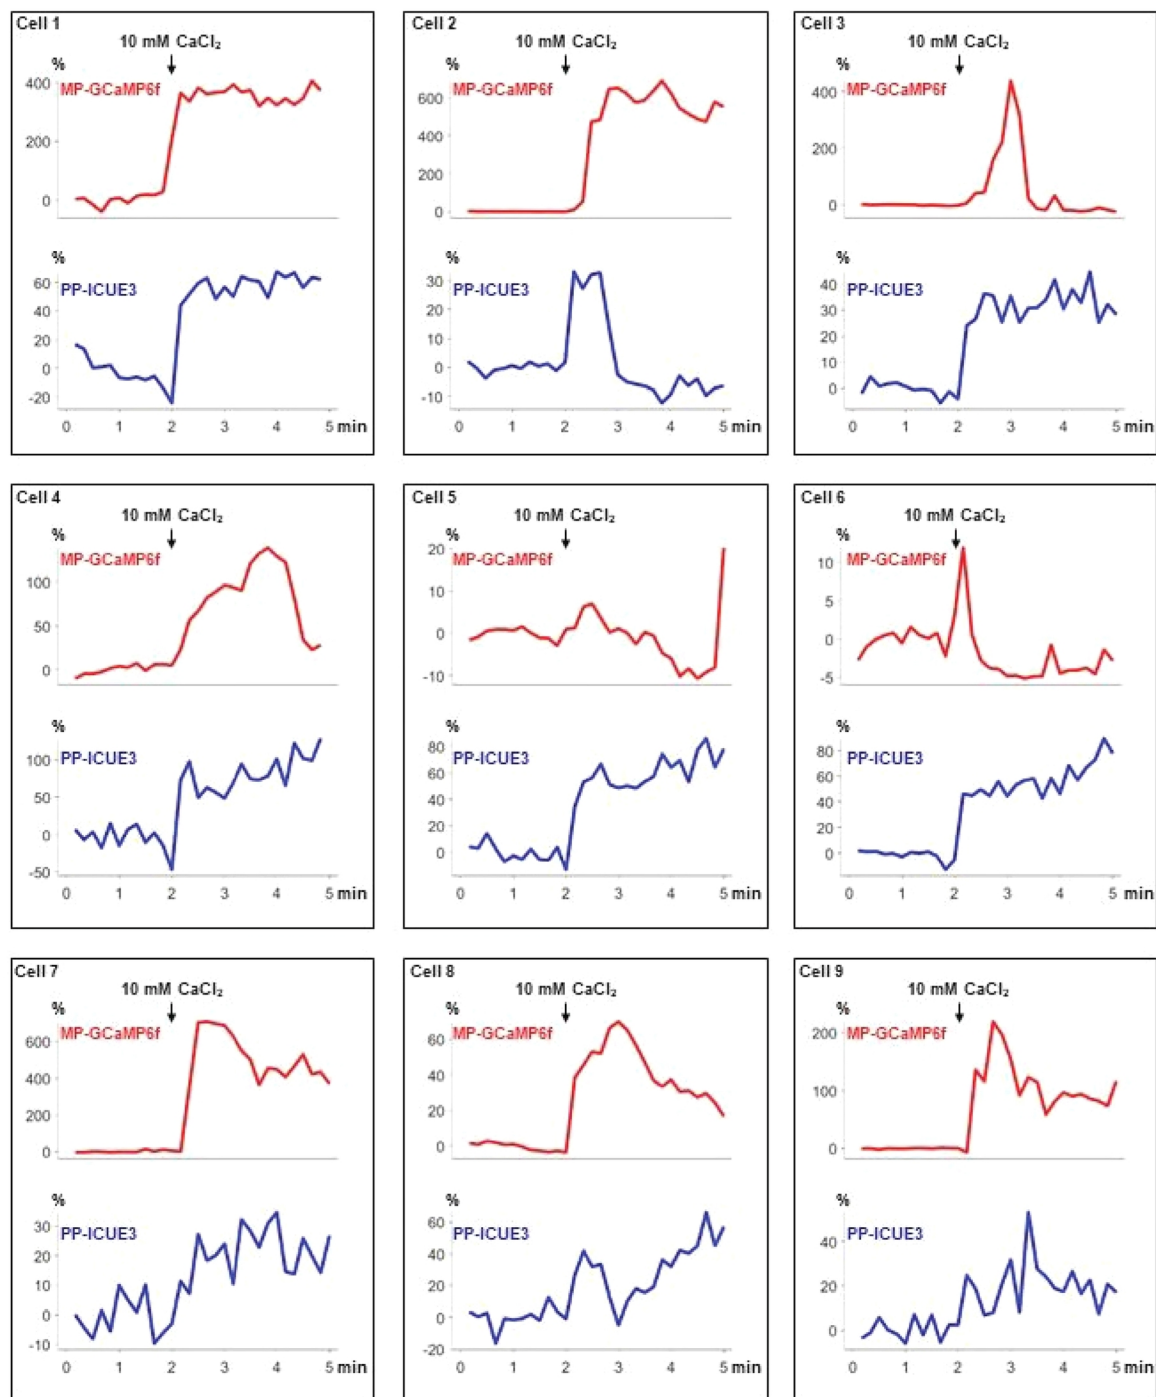 Cell 1
10 mM CaCl₂
%
MP-GCaMP6f
400
200
0
%
PP-ICUE3
60
40
20
0
-20
0 1 2 3 4 5 min
Cell 2
10 mM CaCl₂
%
MP-GCaMP6f
600
400
200
0
%
PP-ICUE3
30
20
10
0
-10
0 1 2 3 4 5 min
Cell 3
10 mM CaCl₂
%
MP-GCaMP6f
400
200
0
%
PP-ICUE3
40
30
20
10
0
0 1 2 3 4 5 min
Cell 4
10 mM CaCl₂
%
MP-GCaMP6f
100
50
0
%
PP-ICUE3
100
50
0
-50
0 1 2 3 4 5 min
Cell 5
10 mM CaCl₂
%
20
MP-GCaMP6f
10
0
-10
%
PP-ICUE3
80
60
40
20
0
0 1 2 3 4 5 min
Cell 6
10 mM CaCl₂
%
MP-GCaMP6f
10
5
0
-5
%
PP-ICUE3
80
60
40
20
0
0 1 2 3 4 5 min
Cell 7
10 mM CaCl₂
%
MP-GCaMP6f
600
400
200
0
%
PP-ICUE3
30
20
10
0
-10
0 1 2 3 4 5 min
Cell 8
10 mM CaCl₂
%
MP-GCaMP6f
60
40
20
0
%
PP-ICUE3
60
40
20
0
-20
0 1 2 3 4 5 min
Cell 9
10 mM CaCl₂
%
MP-GCaMP6f
200
100
0
%
PP-ICUE3
40
20
0
0 1 2 3 4 5 min